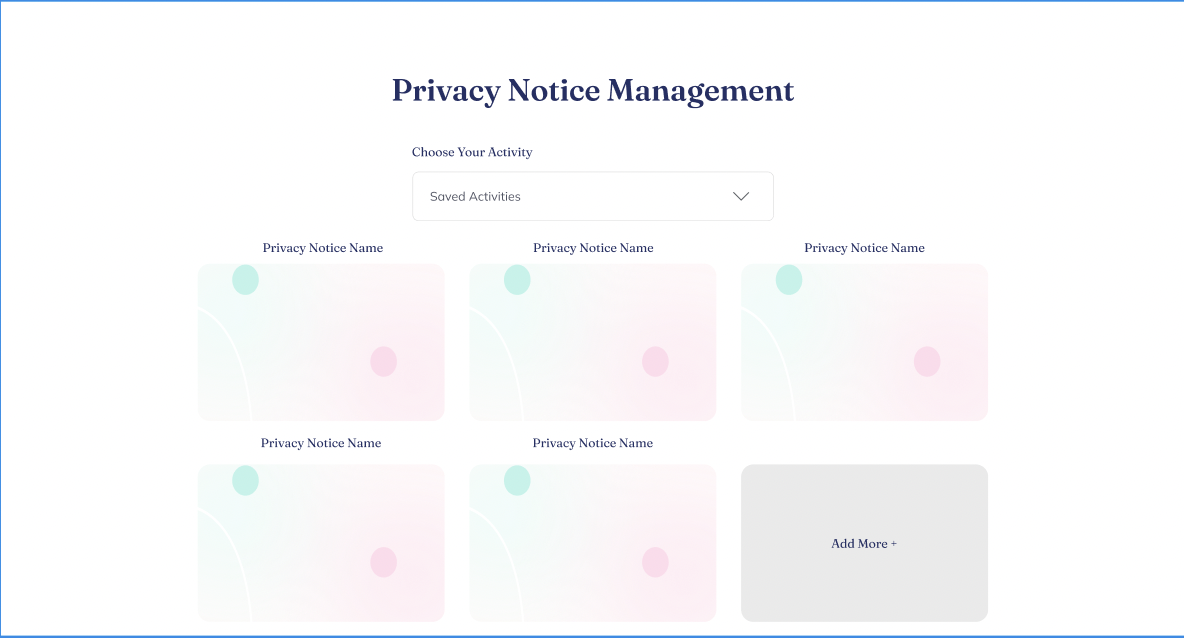 Privacy Notice Management
Choose Your Activity
Saved Activities
Privacy Notice Name
Privacy Notice Name
Privacy Notice Name
Privacy Notice Name
Privacy Notice Name
Add More +